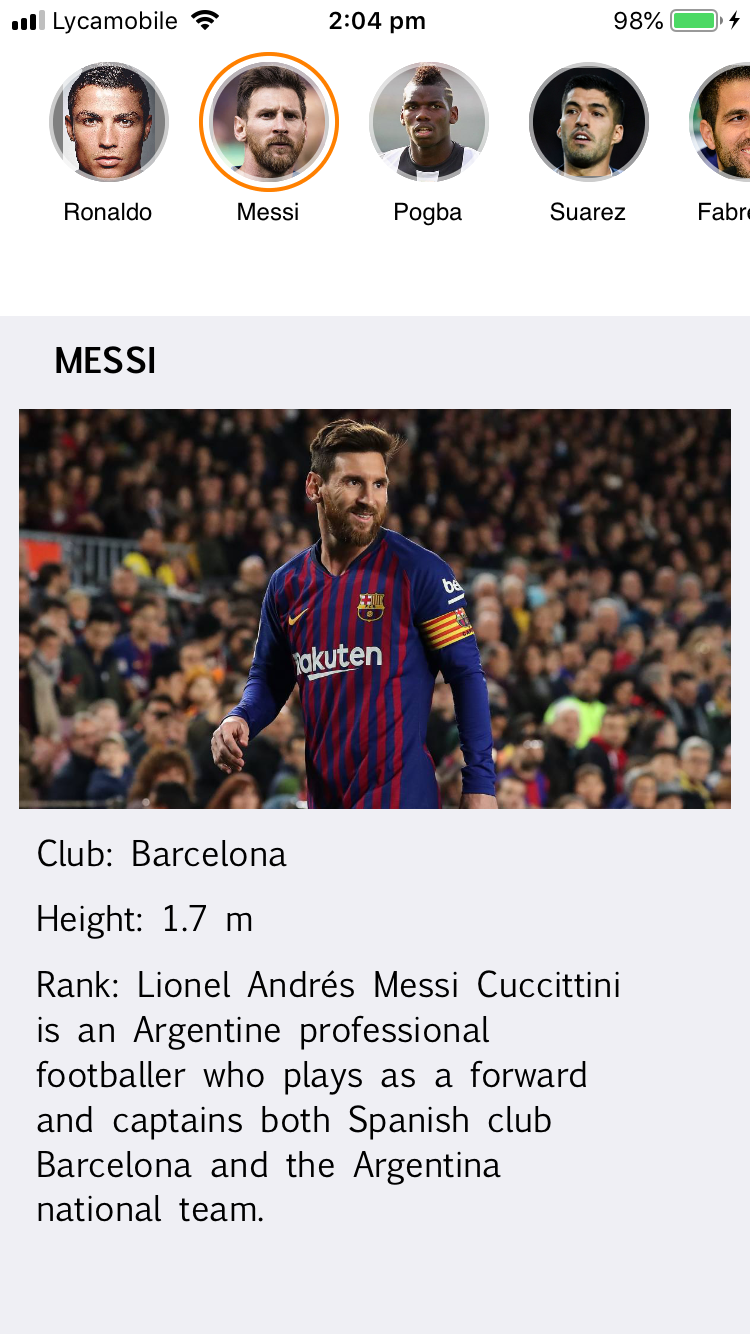 Lycamobile 2:04 pm 98%
Ronaldo Messi Pogba Suarez
MESSI
be
Rakuten
Club: Barcelona
Height: 1.7 m
Rank: Lionel Andrés Messi Cuccittini
is an Argentine professional
footballer who plays as a forward
and captains both Spanish club
Barcelona and the Argentina
national team.